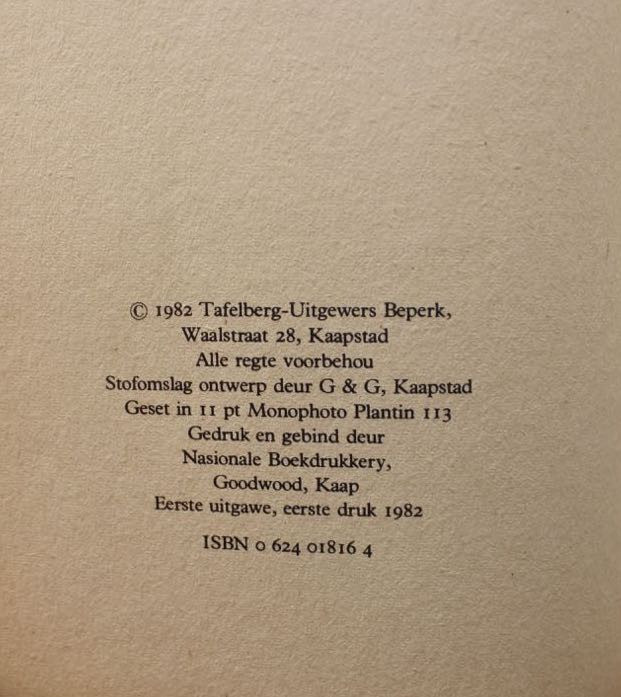 © 1982 Tafelberg-Uitgewers Beperk,
Waalstraat 28, Kaapstad
Alle regte voorbehou
Stofomslag ontwerp deur G & G, Kaapstad
Geset in 11 pt Monophoto Plantin 113
Gedruk en gebind deur
Nasionale Boekdrukkery,
Goodwood, Kaap
Eerste uitgawe, eerste druk 1982
ISBN 0 624 01816 4